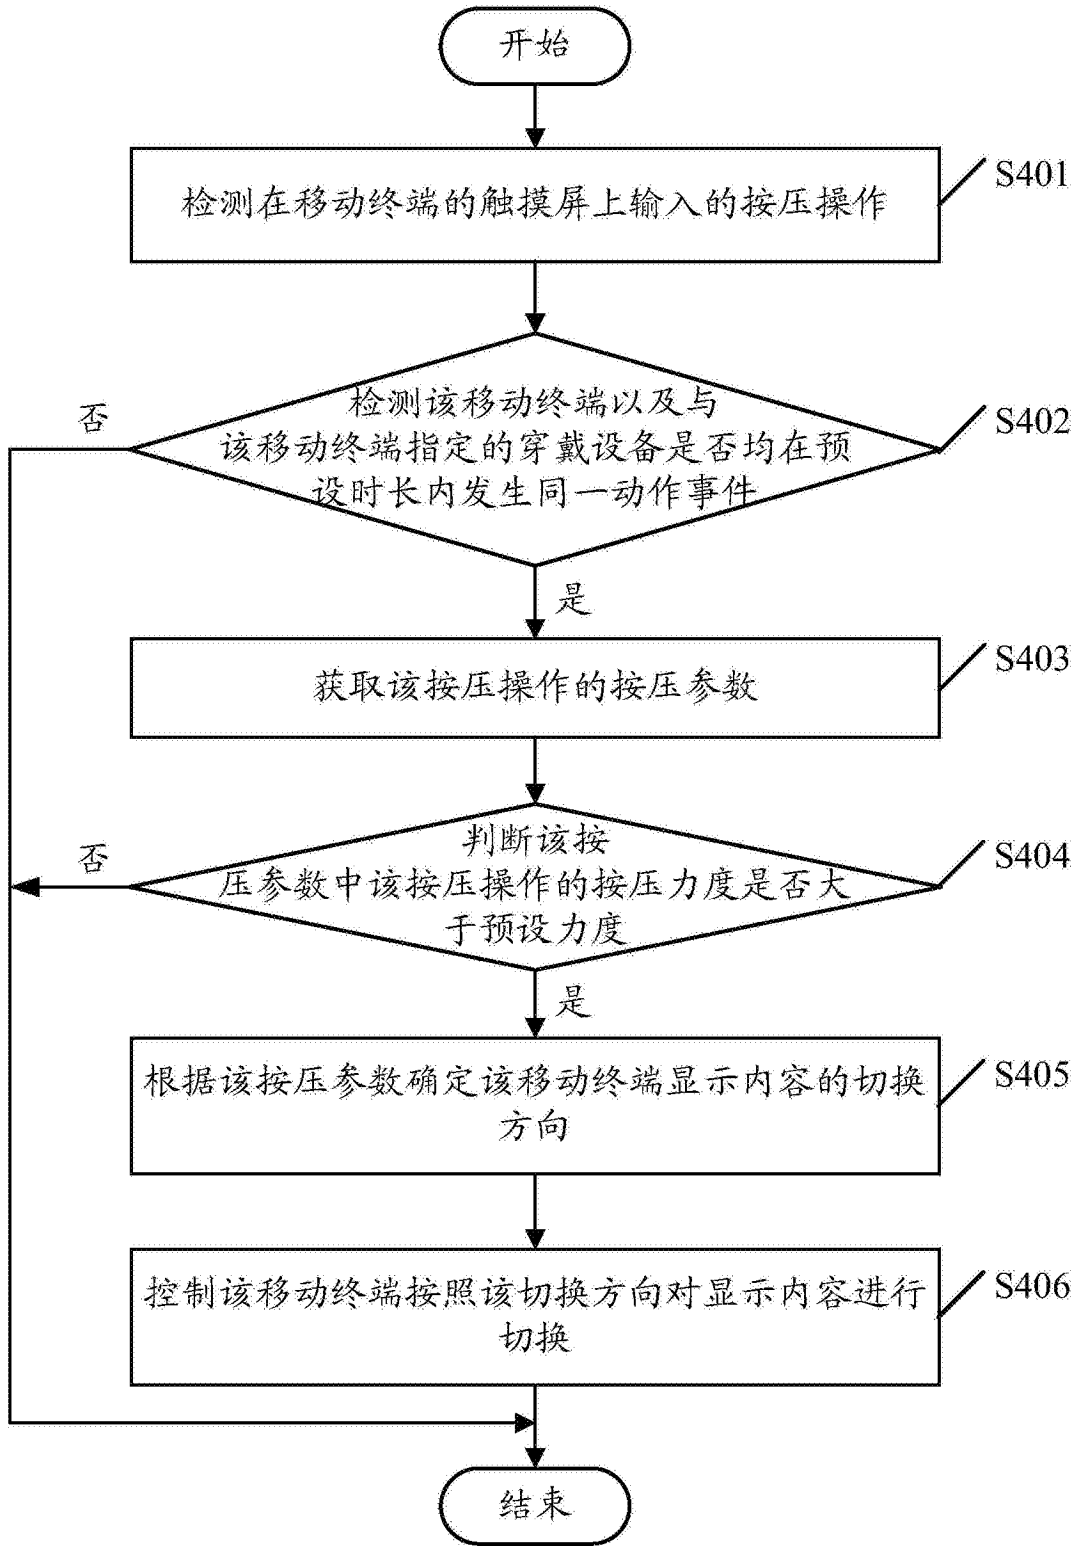 开始
检测在移动终端的触摸屏上输入的按压操作
S401
检测该移动终端以及与
该移动终端指定的穿戴设备是否均在预
设时长内发生同一动作事件
S402
否
是
获取该按压操作的按压参数
S403
判断该按
压参数中该按压操作的按压力度是否大
于预设力度
S404
否
是
根据该按压参数确定该移动终端显示内容的切换
方向
S405
控制该移动终端按照该切换方向对显示内容进行
切换
S406
结束